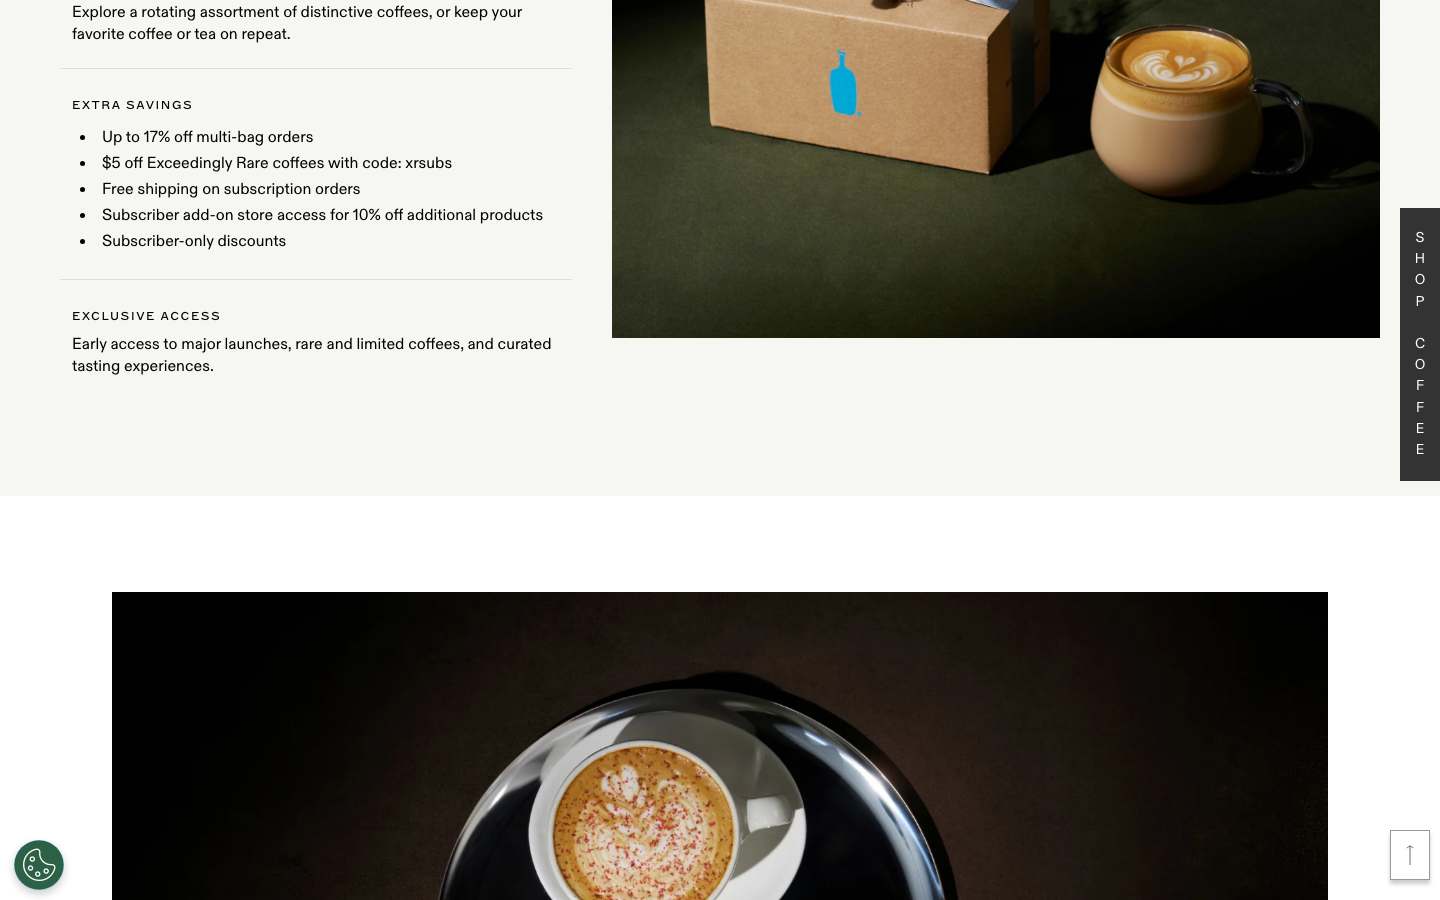 Explore a rotating assortment of distinctive coffees, or keep your
favorite coffee or tea on repeat.
EXTRA SAVINGS
Up to 17% off multi-bag orders
$5 off Exceedingly Rare coffees with code: xrsubs
Free shipping on subscription orders
Subscriber add-on store access for 10% off additional products
Subscriber-only discounts
EXCLUSIVE ACCESS
Early access to major launches, rare and limited coffees, and curated
tasting experiences.
SHOP COFFEE